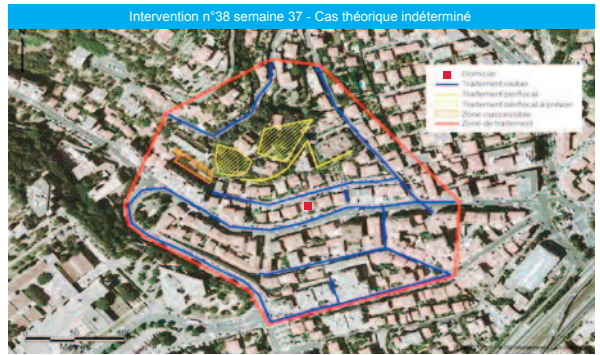 Intervention n°38 semaine 37 - Cas théorique indéterminé
Domicile
Traitement routier
Traitement périfocal
Traitement périfocal à prévoir
Zone inaccessible
Zone de traitement
50